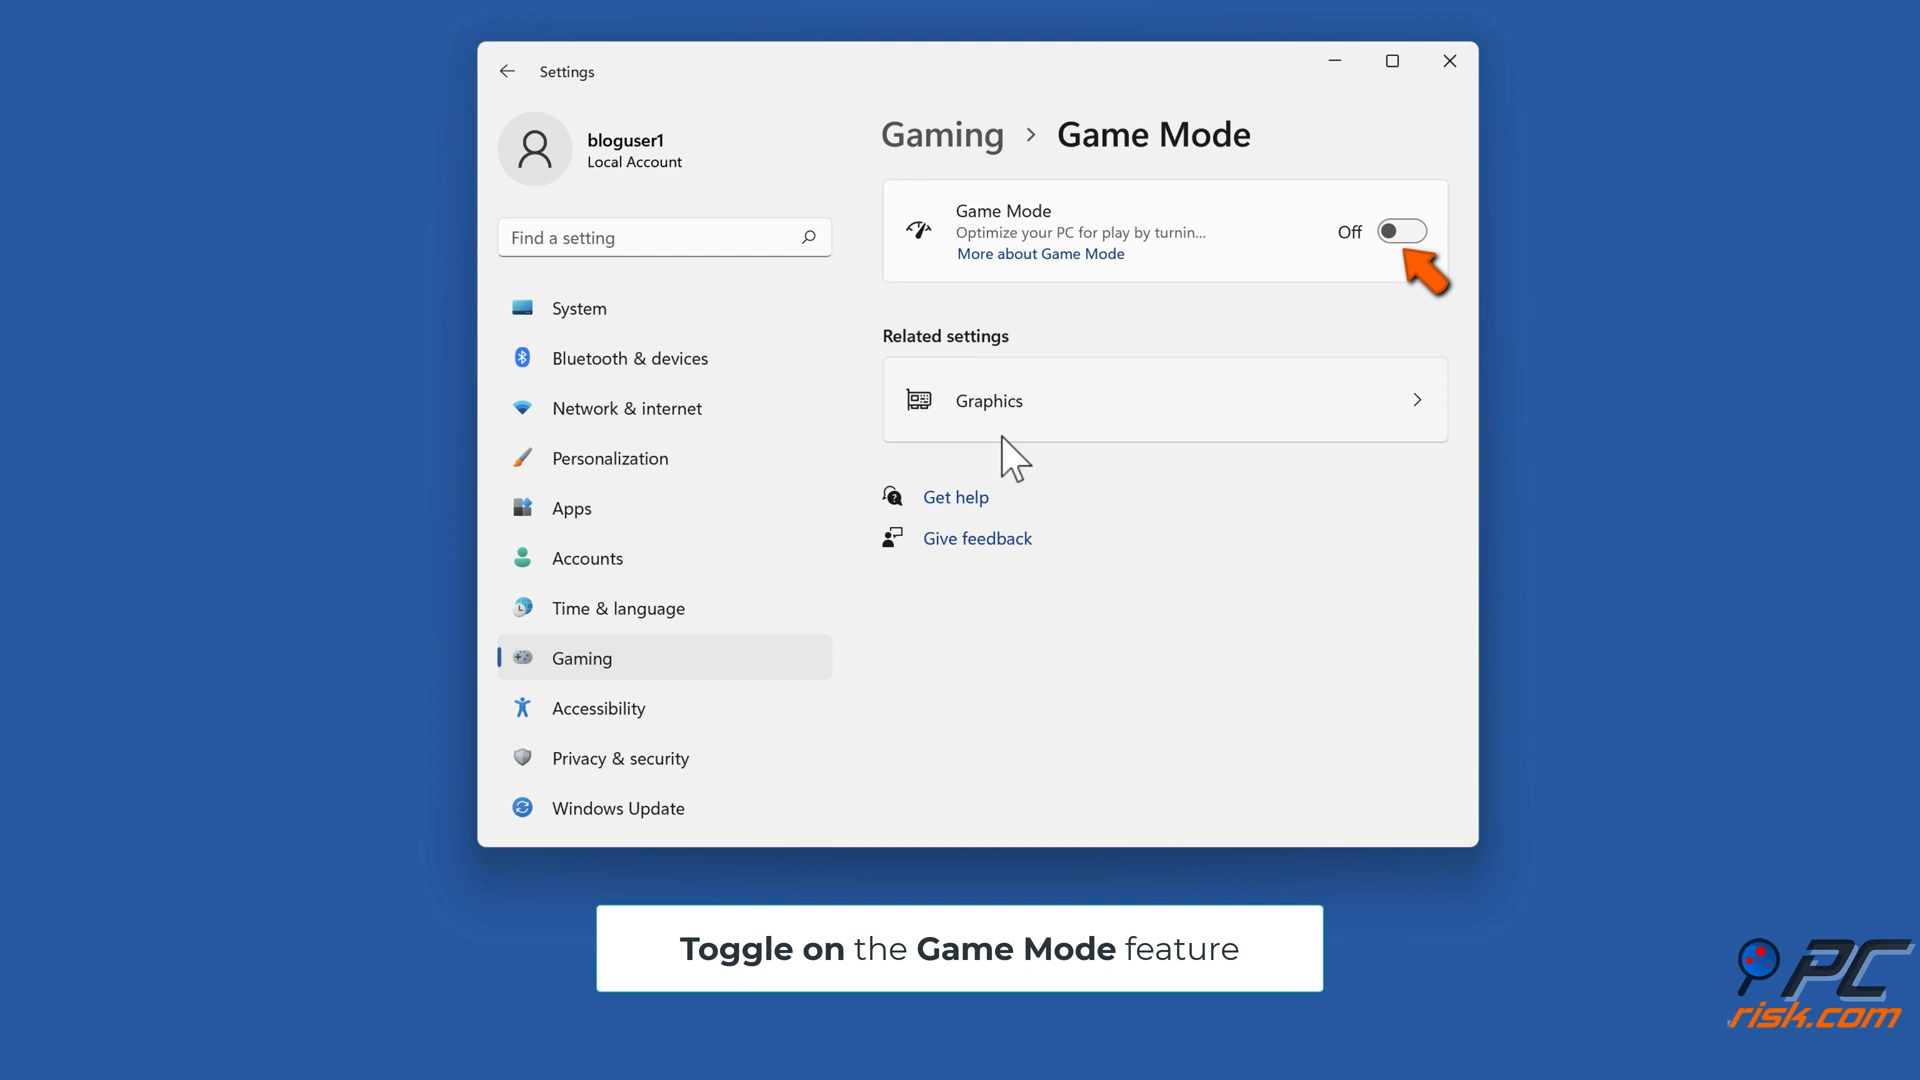 Settings
bloguser1
Local Account
Find a setting
System
Bluetooth & devices
Network & internet
Personalization
Apps
Accounts
Time & language
Gaming
Accessibility
Privacy & security
Windows Update
Gaming > Game Mode
Game Mode
Optimize your PC for play by turnin...
Off
More about Game Mode
Related settings
Graphics
Get help
Give feedback
Toggle on the Game Mode feature
PC
risk.com